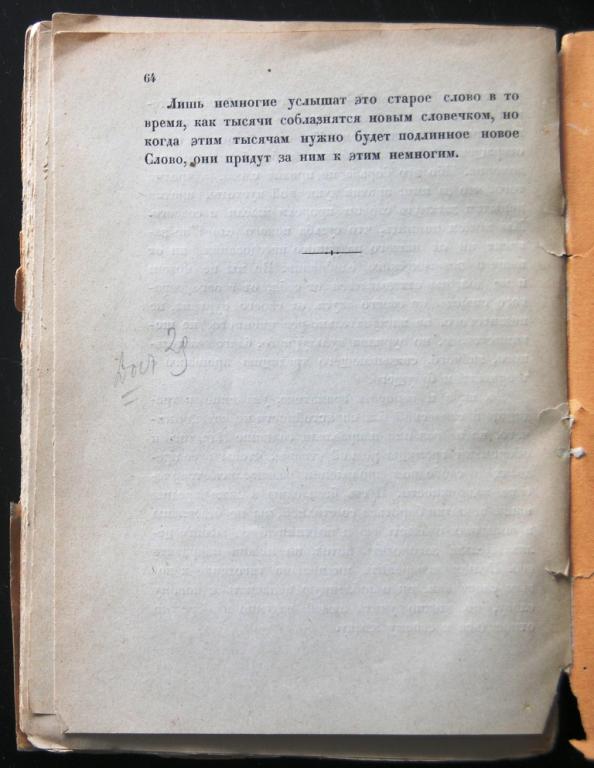 64
Лишь немногие услышат это старое слово в то
время, как тысячи соблазнятся новым словечком, но
когда этим тысячам нужно будет подлинное новое
Слово, они придут за ним к этим немногим.